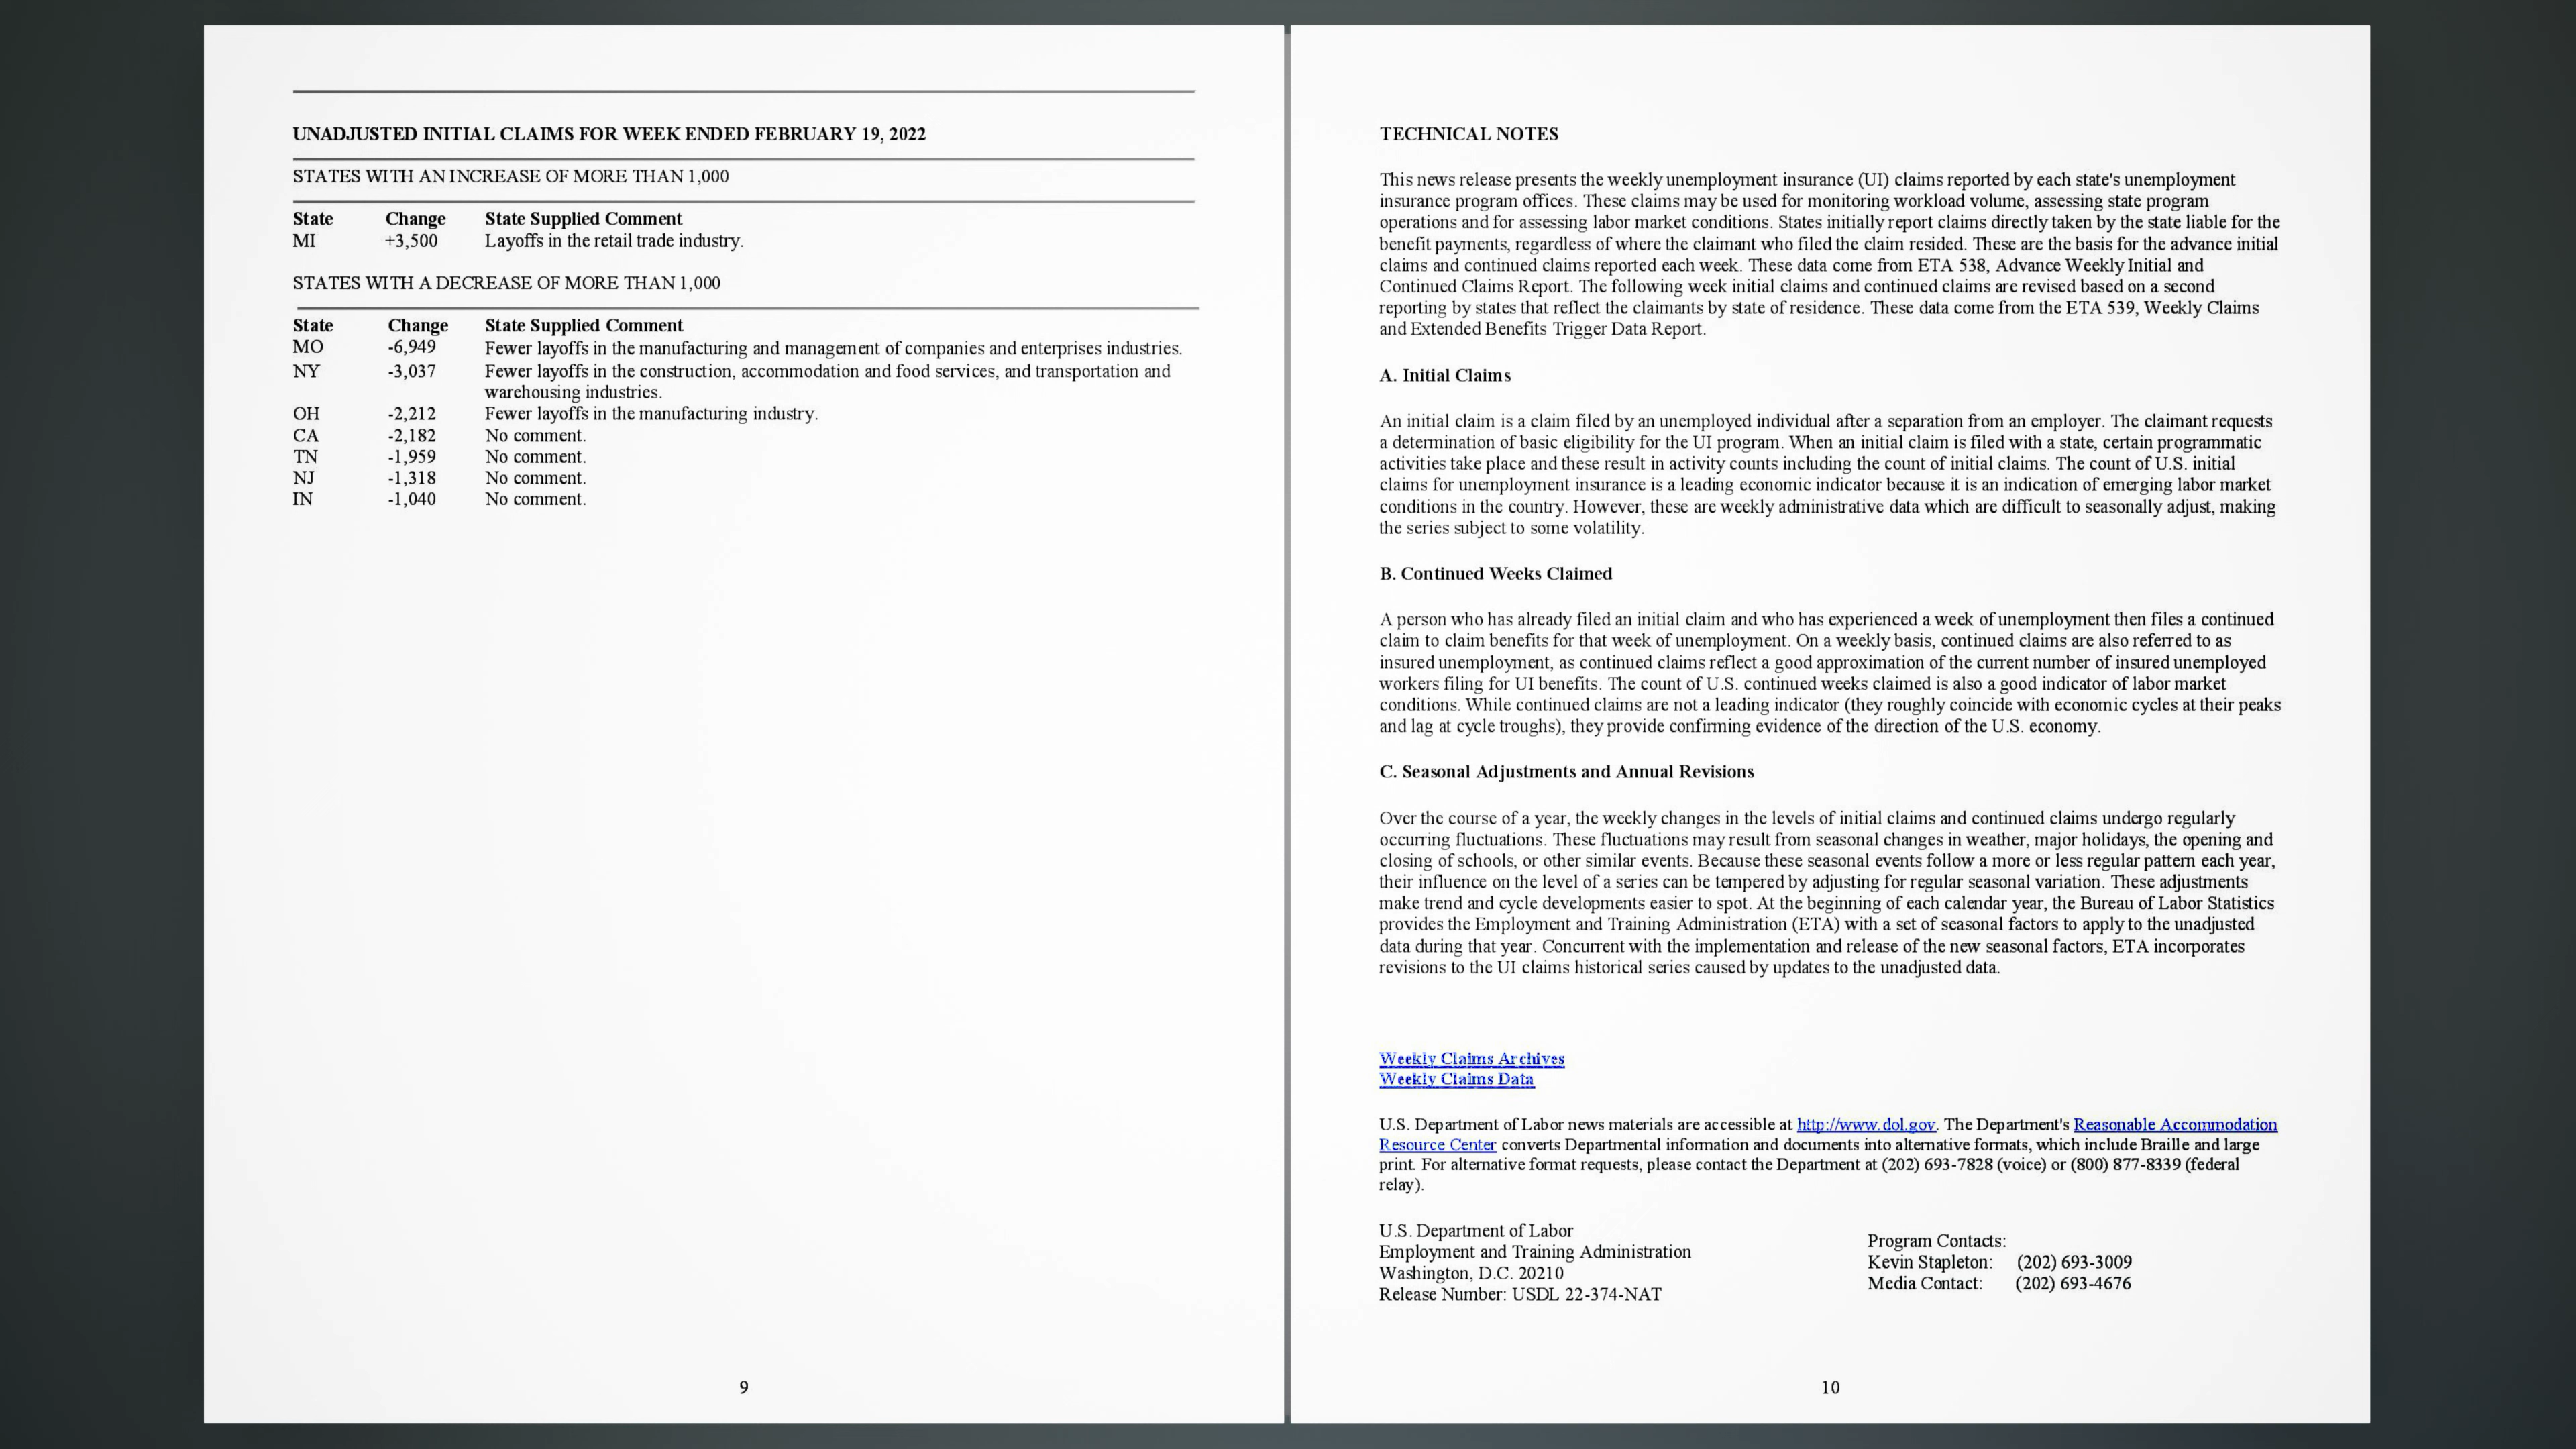 UNADJUSTED INITIAL CLAIMS FOR WEEK ENDED FEBRUARY 19, 2022
STATES WITH AN INCREASE OF MORE THAN 1,000
State Change State Supplied Comment
MI +3,500 Layoffs in the retail trade industry.
STATES WITH A DECREASE OF MORE THAN 1,000
State Change State Supplied Comment
MO -6,949 Fewer layoffs in the manufacturing and management of companies and enterprises industries.
NY -3,037 Fewer layoffs in the construction, accommodation and food services, and transportation and
warehousing industries.
OH -2,212 Fewer layoffs in the manufacturing industry.
CA -2,182 No comment.
TN -1,959 No comment.
NJ -1,318 No comment.
IN -1,040 No comment.
9
TECHNICAL NOTES
This news release presents the weekly unemployment insurance (UI) claims reported by each state's unemployment
insurance program offices. These claims may be used for monitoring workload volume, assessing state program
operations and for assessing labor market conditions. States initially report claims directly taken by the state liable for the
benefit payments, regardless of where the claimant who filed the claim resided. These are the basis for the advance initial
claims and continued claims reported each week. These data come from ETA 538, Advance Weekly Initial and
Continued Claims Report. The following week initial claims and continued claims are revised based on a second
reporting by states that reflect the claimants by state of residence. These data come from the ETA 539, Weekly Claims
and Extended Benefits Trigger Data Report.
A. Initial Claims
An initial claim is a claim filed by an unemployed individual after a separation from an employer. The claimant requests
a determination of basic eligibility for the UI program. When an initial claim is filed with a state, certain programmatic
activities take place and these result in activity counts including the count of initial claims. The count of U.S. initial
claims for unemployment insurance is a leading economic indicator because it is an indication of emerging labor market
conditions in the country. However, these are weekly administrative data which are difficult to seasonally adjust, making
the series subject to some volatility.
B. Continued Weeks Claimed
A person who has already filed an initial claim and who has experienced a week of unemployment then files a continued
claim to claim benefits for that week of unemployment. On a weekly basis, continued claims are also referred to as
insured unemployment, as continued claims reflect a good approximation of the current number of insured unemployed
workers filing for UI benefits. The count of U.S. continued weeks claimed is also a good indicator of labor market
conditions. While continued claims are not a leading indicator (they roughly coincide with economic cycles at their peaks
and lag at cycle troughs), they provide confirming evidence of the direction of the U.S. economy.
C. Seasonal Adjustments and Annual Revisions
Over the course of a year, the weekly changes in the levels of initial claims and continued claims undergo regularly
occurring fluctuations. These fluctuations may result from seasonal changes in weather, major holidays, the opening and
closing of schools, or other similar events. Because these seasonal events follow a more or less regular pattern each year,
their influence on the level of a series can be tempered by adjusting for regular seasonal variation. These adjustments
make trend and cycle developments easier to spot. At the beginning of each calendar year, the Bureau of Labor Statistics
provides the Employment and Training Administration (ETA) with a set of seasonal factors to apply to the unadjusted
data during that year. Concurrent with the implementation and release of the new seasonal factors, ETA incorporates
revisions to the UI claims historical series caused by updates to the unadjusted data.
Weekly Claims Archives
Weekly Claims Data
U.S. Department of Labor news materials are accessible at http://www.dol.gov. The Department's Reasonable Accommodation
Resource Center converts Departmental information and documents into alternative formats, which include Braille and large
print. For alternative format requests, please contact the Department at (202) 693-7828 (voice) or (800) 877-8339 (federal
relay).
U.S. Department of Labor
Employment and Training Administration
Washington, D.C. 20210
Release Number: USDL 22-374-NAT
Program Contacts:
Kevin Stapleton: (202) 693-3009
Media Contact: (202) 693-4676
10